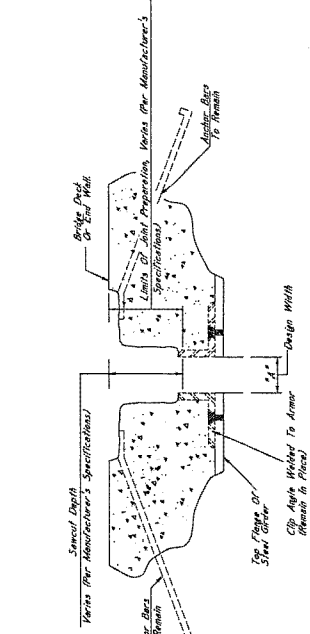 Limits Of Joint Preparation, Varies (Per Manufacturer's
Specifications)
Anchor Bars
To Remain
Bridge Deck
Or End Wall
Sawcut Depth
Varies (Per Manufacturer's Specifications)
"A"
Design Width
Top Flange Of
Steel Girder
Clip Angle Welded To Armor
(Remain In Place)
Bars
Remain